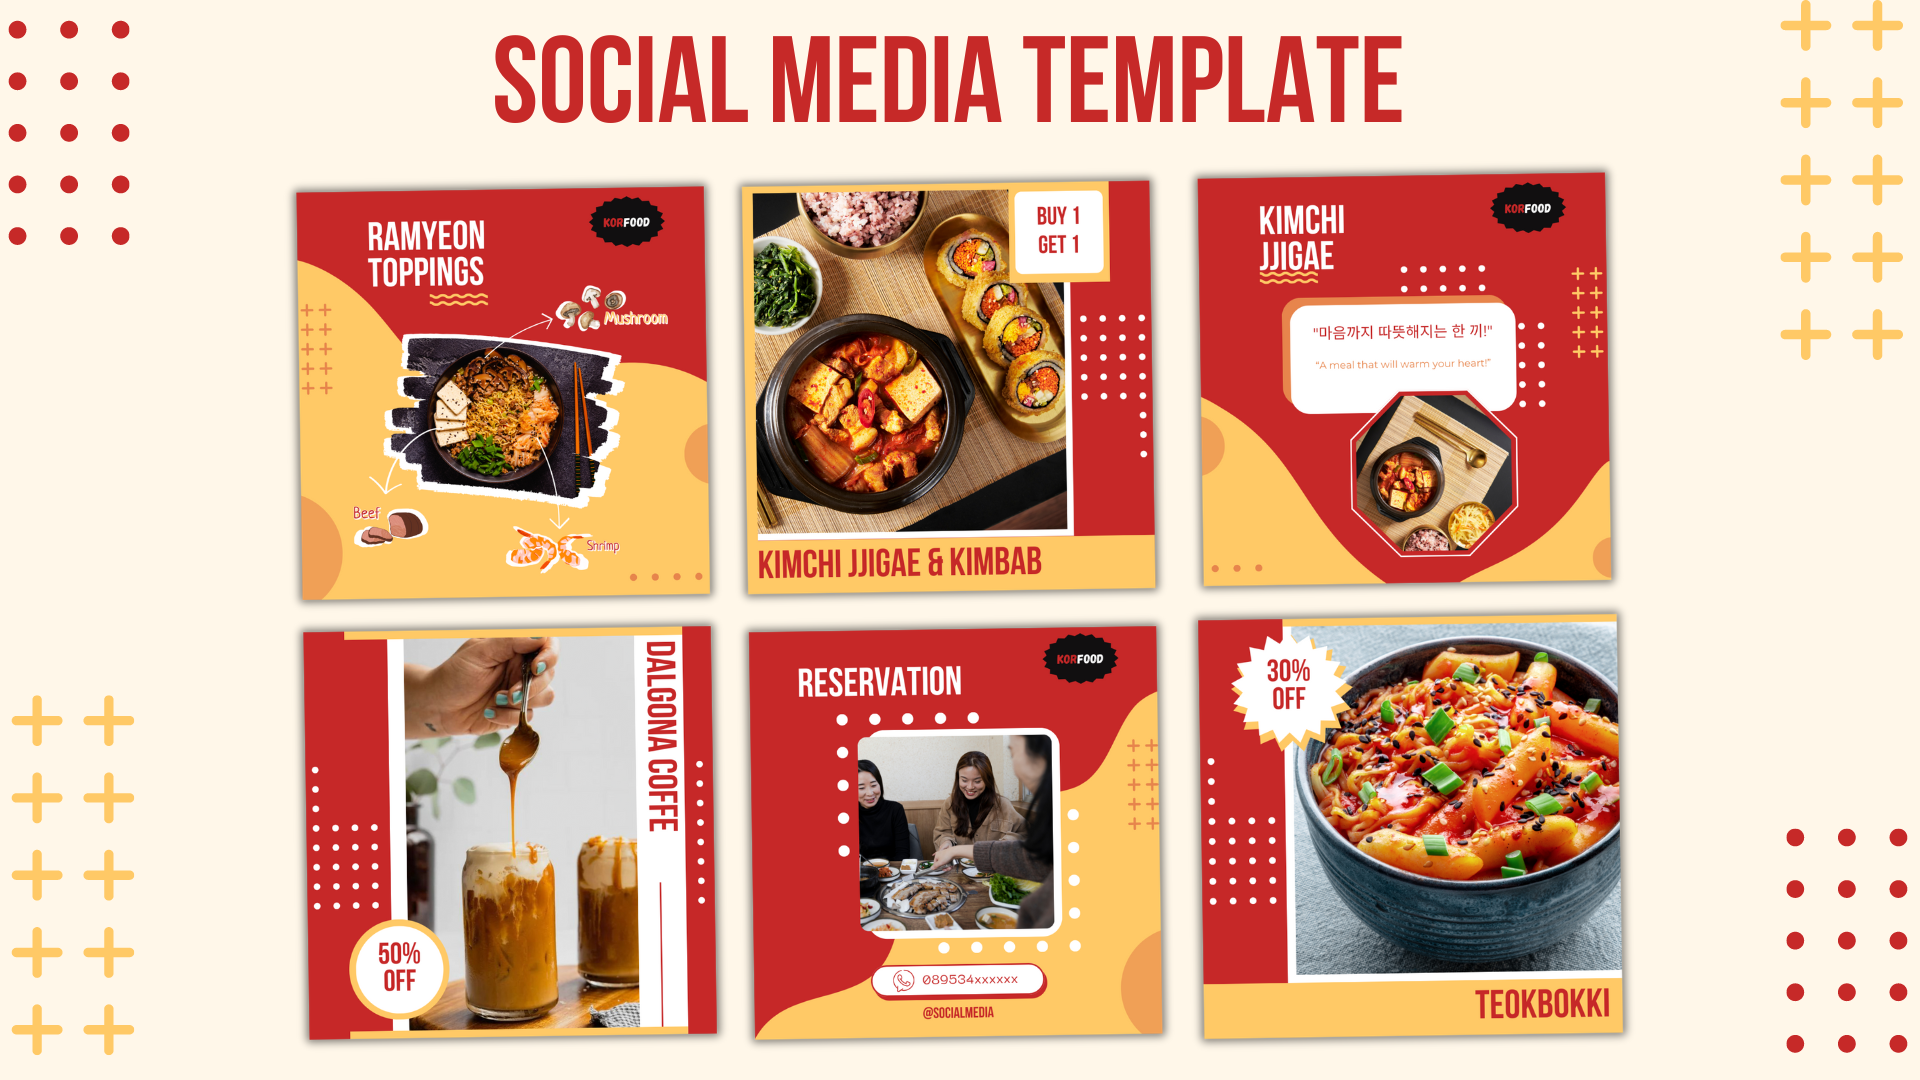 SOCIAL MEDIA TEMPLATE
RAMYEON
TOPPINGS
KORFOOD
Mushroom
Beef
Shrimp
BUY 1
GET 1
KIMCHI JJIGAE & KIMBAB
KIMCHI
JJIGAE
KORFOOD
"마음까지 따뜻해지는 한 끼!"
"A meal that will warm your heart!"
DALGONA COFFE
50%
OFF
RESERVATION
KORFOOD
089534xxxxxx
@SOCIALMEDIA
30%
OFF
TEOKBOKKI